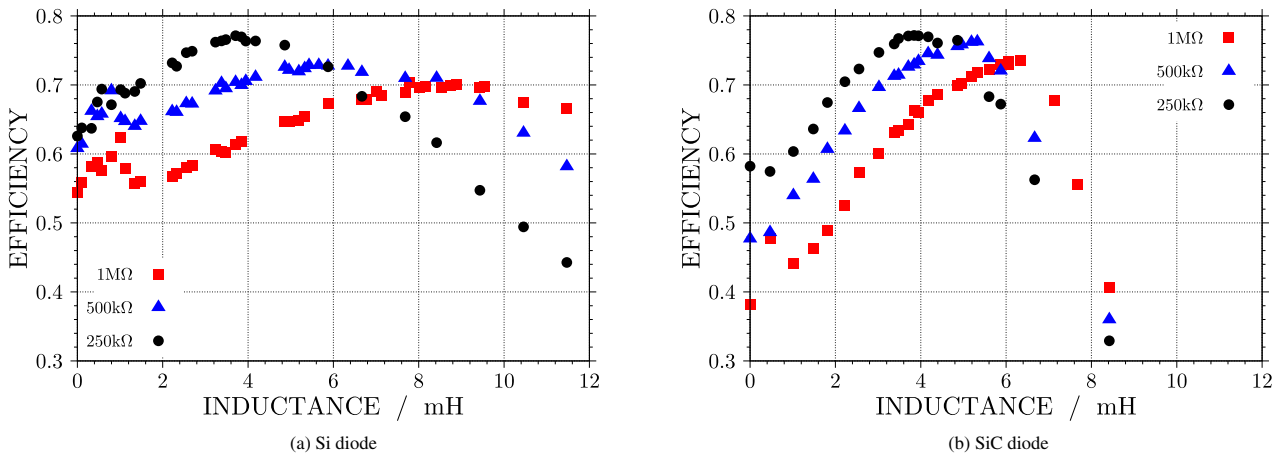 0.8
0.7
0.6
0.5
0.4
0.3
EFFICIENCY
1MΩ
500kΩ
250kΩ
0 2 4 6 8 10 12
INDUCTANCE / mH
(a) Si diode
0.8
0.7
0.6
0.5
0.4
0.3
EFFICIENCY
1MΩ
500kΩ
250kΩ
0 2 4 6 8 10 12
INDUCTANCE / mH
(b) SiC diode